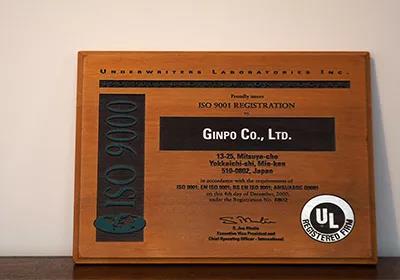 UNDERWRITERS LABORATORIES INC.
Proudly issues
ISO 9001 REGISTRATION
to
GINPO CO., LTD.
13-25, Mitsuya-cho
Yokkaichi-shi, Mie-ken
510-0802, Japan
in accordance with the requirements of
ISO 9001; EN ISO 9001; BS EN ISO 9001; ANSI/ASQC Q9001
on this 4th day of December, 2000,
under the Registration No.
S. Joe Bhatia
Executive Vice President and
Chief Operating Officer - International
ISO 9000
UL
REGISTERED FIRM